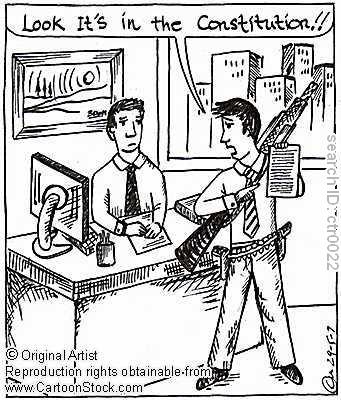 Look It's in the Constitution!!
search ID: ctr0022
© Original Artist
Reproduction rights obtainable from
www.CartoonStock.com